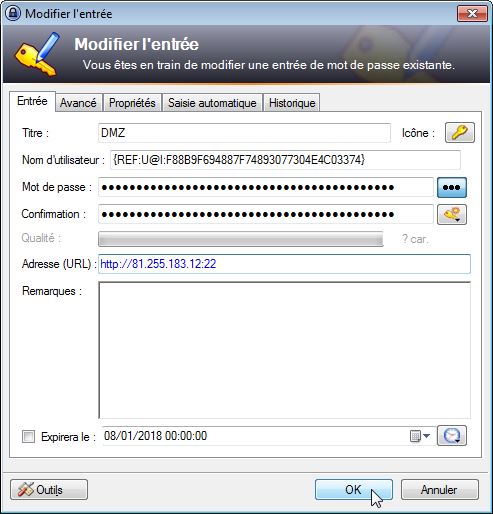 Modifier l'entrée
Modifier l'entrée
Vous êtes en train de modifier une entrée de mot de passe existante.
Entrée Avancé Propriétés Saisie automatique Historique
Titre : DMZ Icône :
Nom d'utilisateur : {REF:U@I:F88B9F694887F74893077304E4C03374}
Mot de passe : ●●●●●●●●●●●●●●●●●●●●●●●●●●●●●●●●●●●●●●●●●●
Confirmation : ●●●●●●●●●●●●●●●●●●●●●●●●●●●●●●●●●●●●●●●●●●
Qualité : ? car.
Adresse (URL) : http://81.255.183.12:22
Remarques :
Expirera le : 08/01/2018 00:00:00
Outils OK Annuler